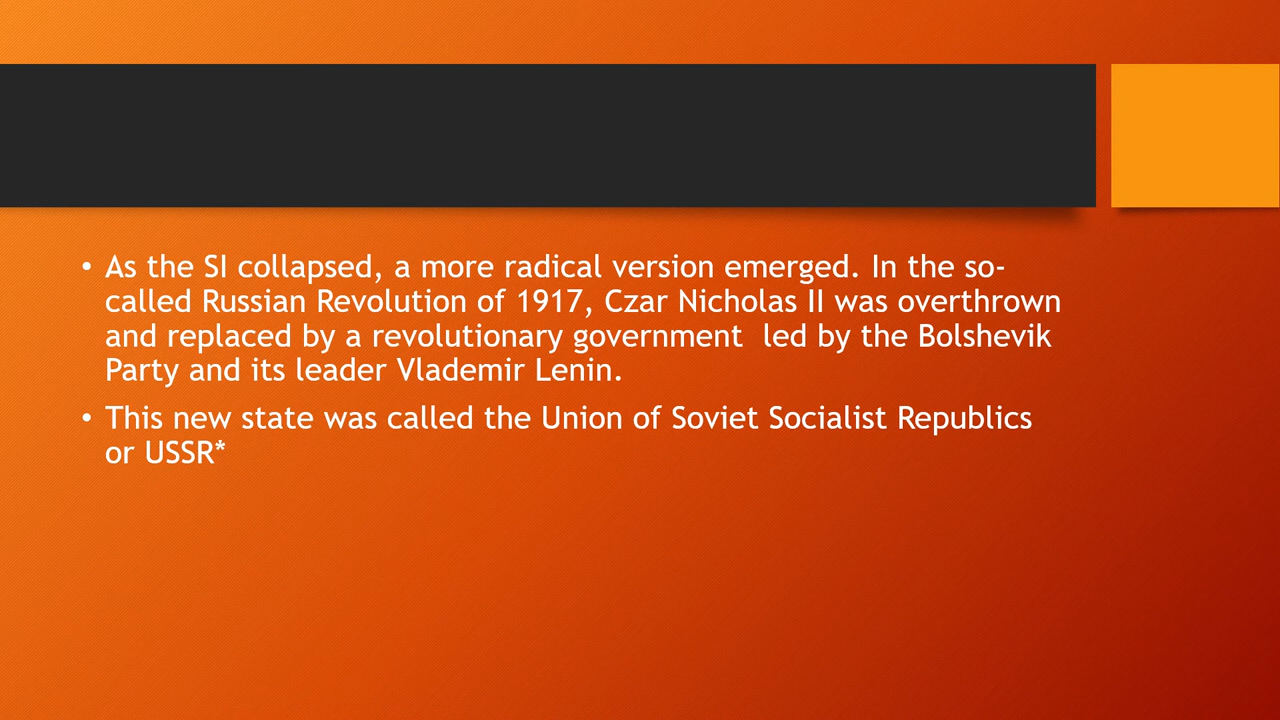 • As the SI collapsed, a more radical version emerged. In the so-
called Russian Revolution of 1917, Czar Nicholas II was overthrown
and replaced by a revolutionary government  led by the Bolshevik
Party and its leader Vlademir Lenin.
• This new state was called the Union of Soviet Socialist Republics
or USSR*